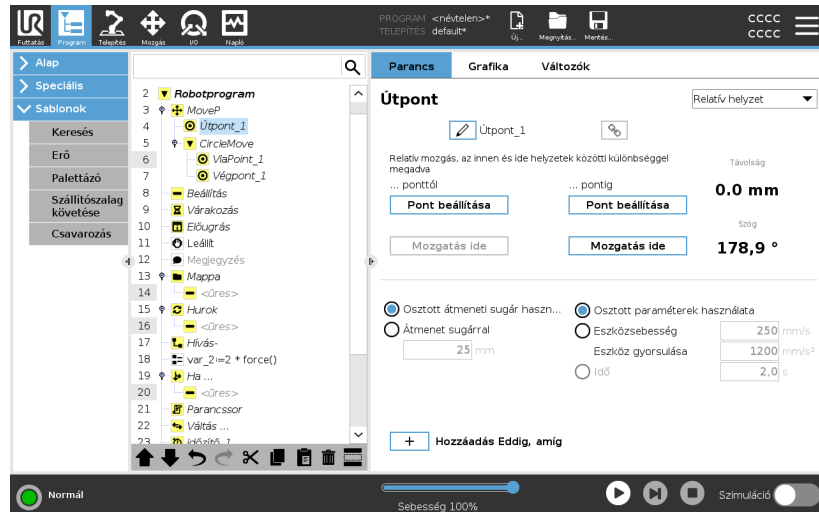 Futtatás
Program
Telepítés
Mozgás
I/O
Napló
PROGRAM <névtelen>*
TELEPÍTÉS default*
Új...
Megnyitás...
Mentés...
CCCC
CCCC
Alap
Speciális
Sablonok
Keresés
Erő
Palettázó
Szállítószalag
követése
Csavarozás
2 Robotprogram
3 MoveP
4 Útpont_1
5 CircleMove
6 ViaPoint_1
7 Végpont_1
8 Beállítás
9 Várakozás
10 Előugrás
11 Leállít
12 Megjegyzés
13 Mappa
14 <üres>
15 Hurok
16 <üres>
17 Hívás-
18 var_2:=2 * force()
19 Ha ...
20 <üres>
21 Parancssor
22 Váltás ...
23 időzítő_1
Parancs Grafika Változók
Útpont
Relatív helyzet
Útpont_1
Relatív mozgás, az innen és ide helyzetek közötti különbséggel
megadva
Távolság
... ponttól
... pontig
0.0 mm
Pont beállítása
Pont beállítása
Szög
Mozgatás ide
Mozgatás ide
178,9 °
Osztott átmeneti sugár haszn...
Osztott paraméterek használata
Átmenet sugárral
Eszközsebesség 250 mm/s
25 mm
Eszköz gyorsulása 1200 mm/s²
Idő 2,0 s
+ Hozzáadás Eddig, amíg
Normál
Sebesség 100%
Szimuláció